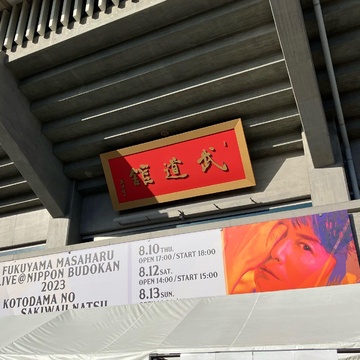 武道館
FUKUYAMA MASAHARU
LIVE@NIPPON BUDOKAN
2023
KOTODAMA NO
SAKIWAU NATSU
8.10 THU.
OPEN 17:00 / START 18:00
8.12 SAT.
OPEN 14:00 / START 15:00
8.13 SUN.